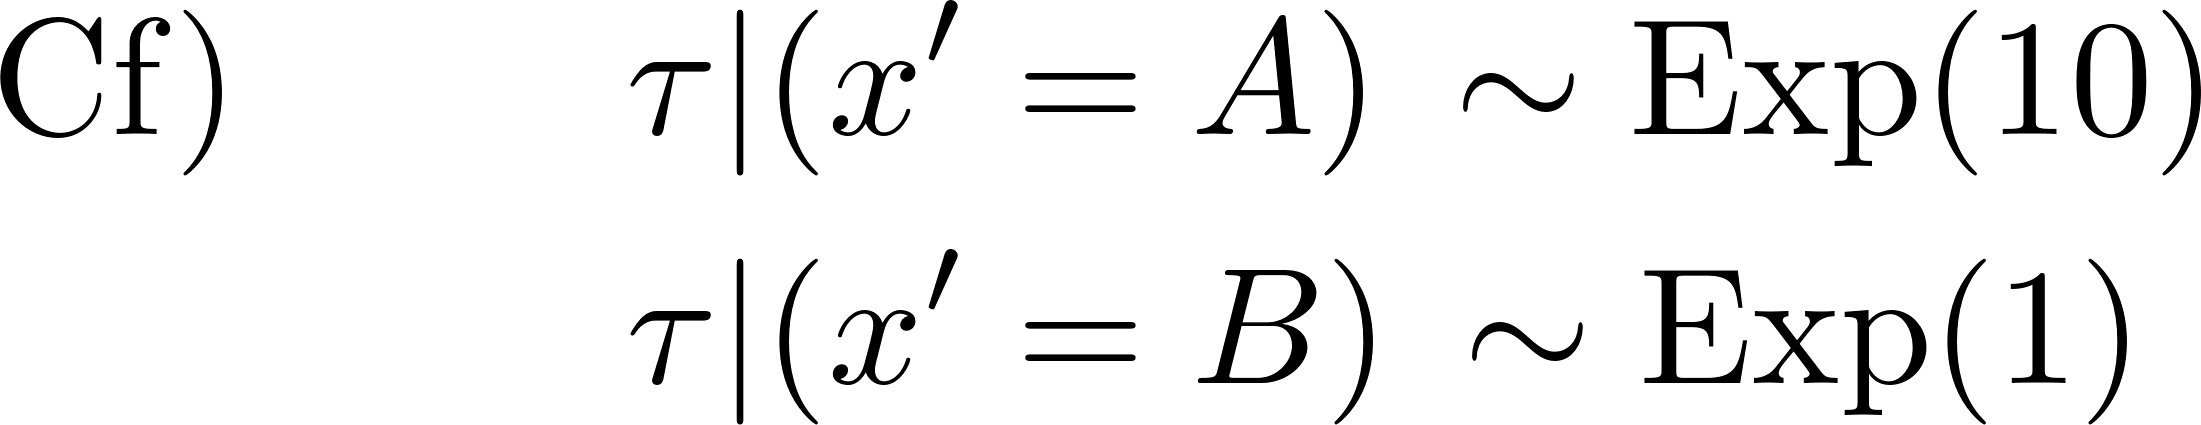 Cf) τ|(x′ = A) ∼ Exp(10)
τ|(x′ = B) ∼ Exp(1)